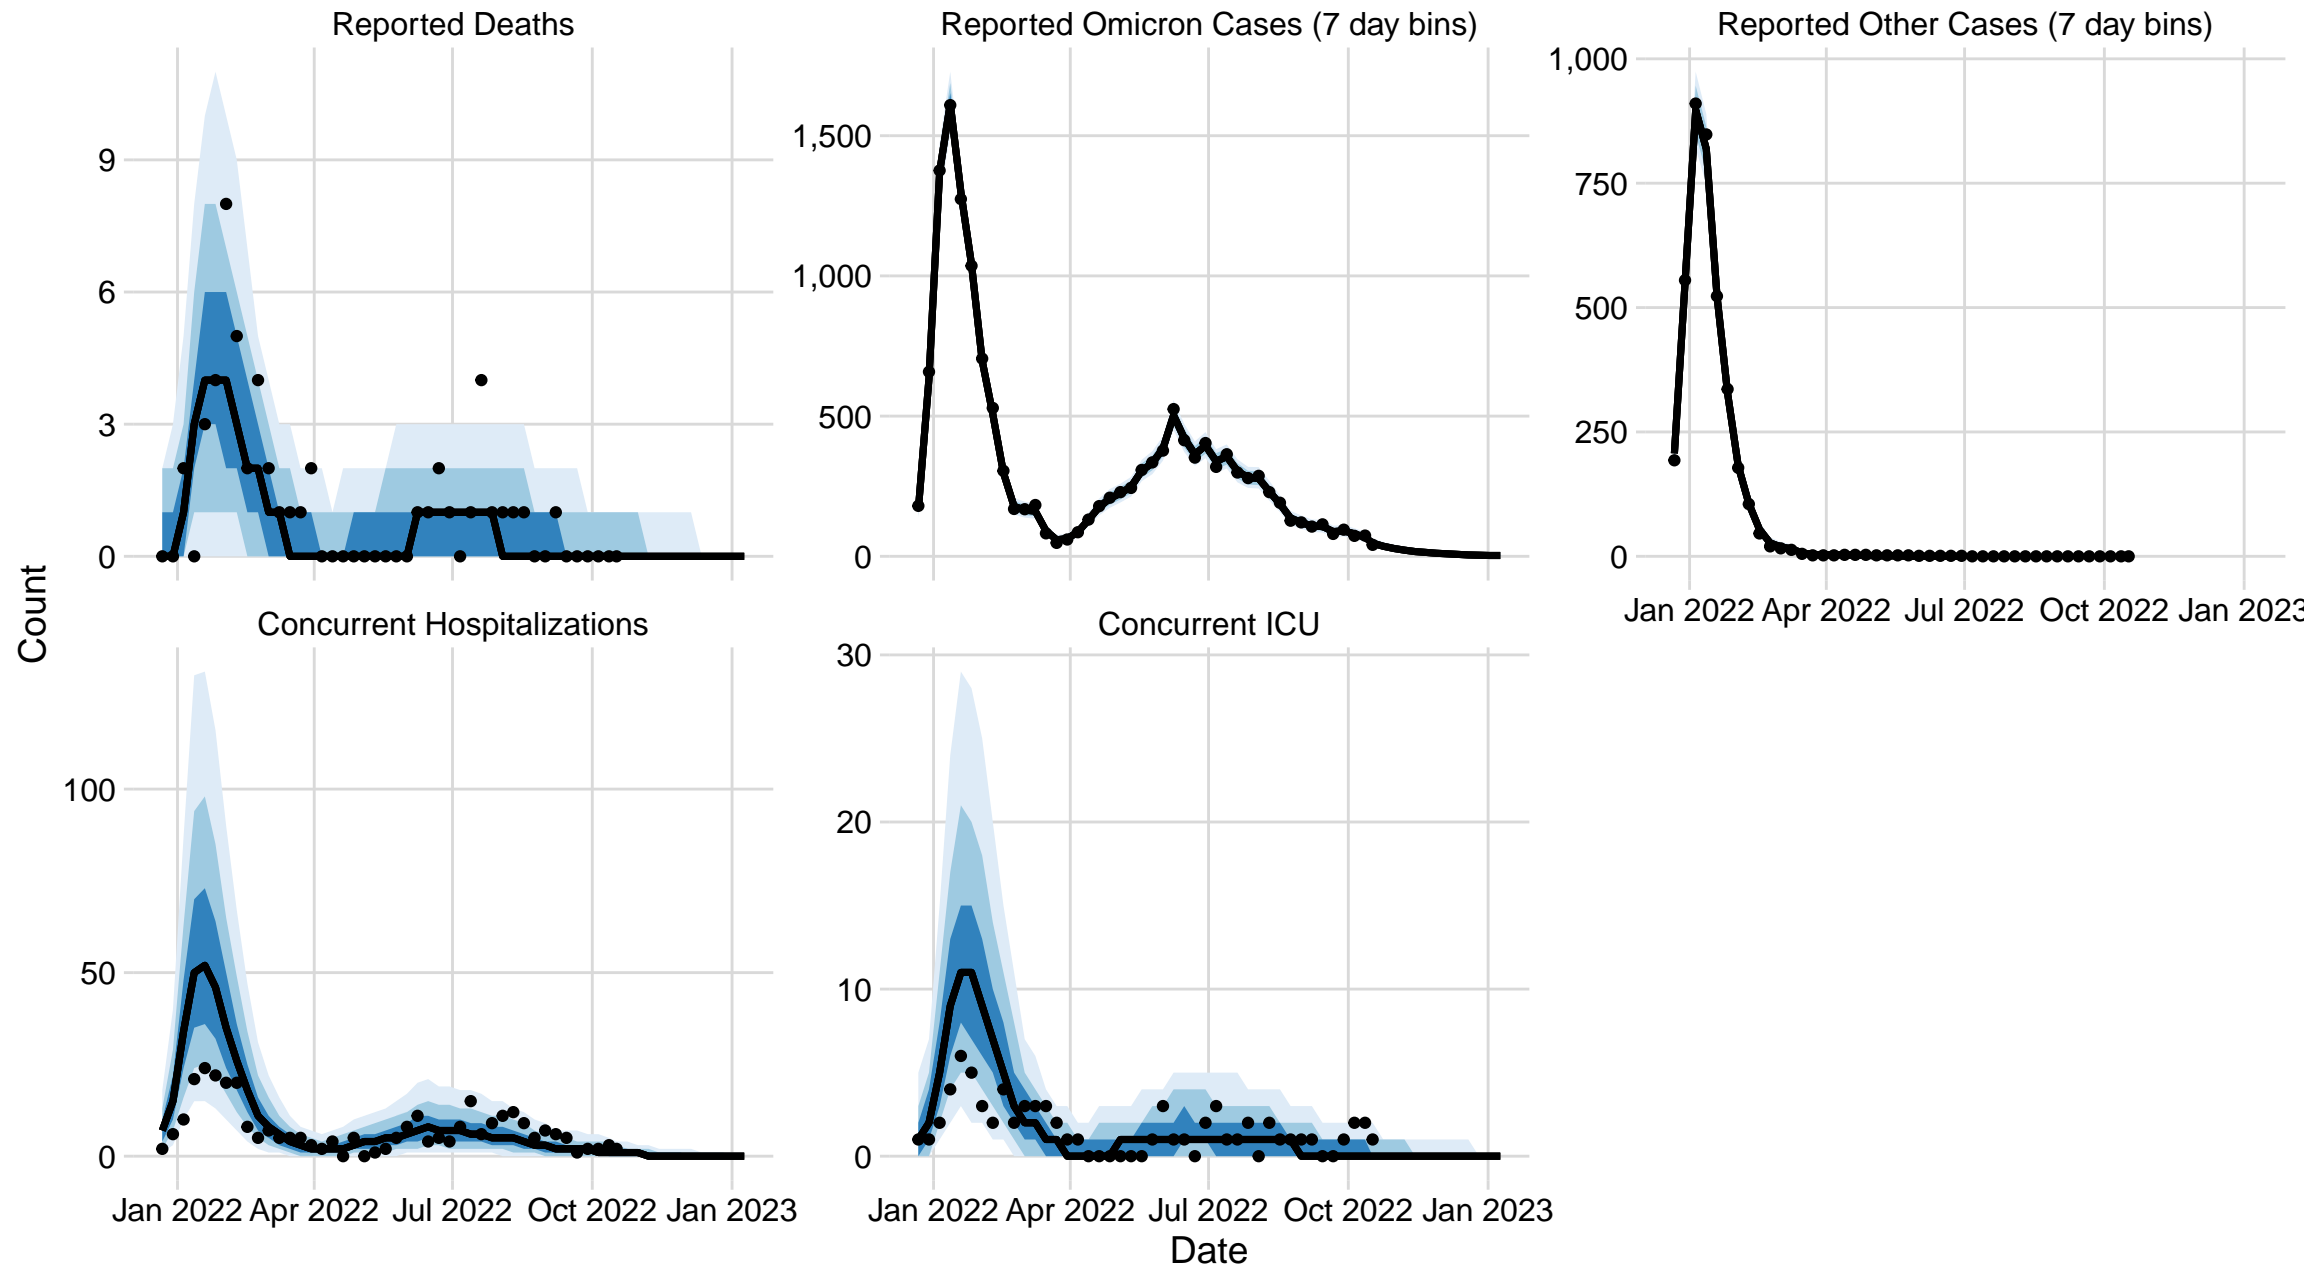 Reported Deaths
Reported Omicron Cases (7 day bins)
Reported Other Cases (7 day bins)
9
6
3
0
1,500
1,000
500
0
1,000
750
500
250
0
Jan 2022 Apr 2022 Jul 2022 Oct 2022 Jan 2023
Count
Concurrent Hospitalizations
Concurrent ICU
100
50
0
30
20
10
0
Jan 2022 Apr 2022 Jul 2022 Oct 2022 Jan 2023
Jan 2022 Apr 2022 Jul 2022 Oct 2022 Jan 2023
Date